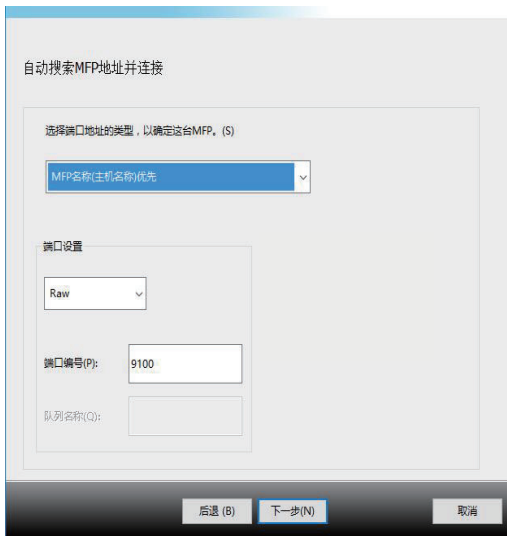 自动搜索MFP地址并连接
选择端口地址的类型，以确定这台MFP。(S)
MFP名称(主机名称)优先
端口设置
Raw
端口编号(P):
9100
队列名称(Q):
后退 (B)
下一步(N)
取消